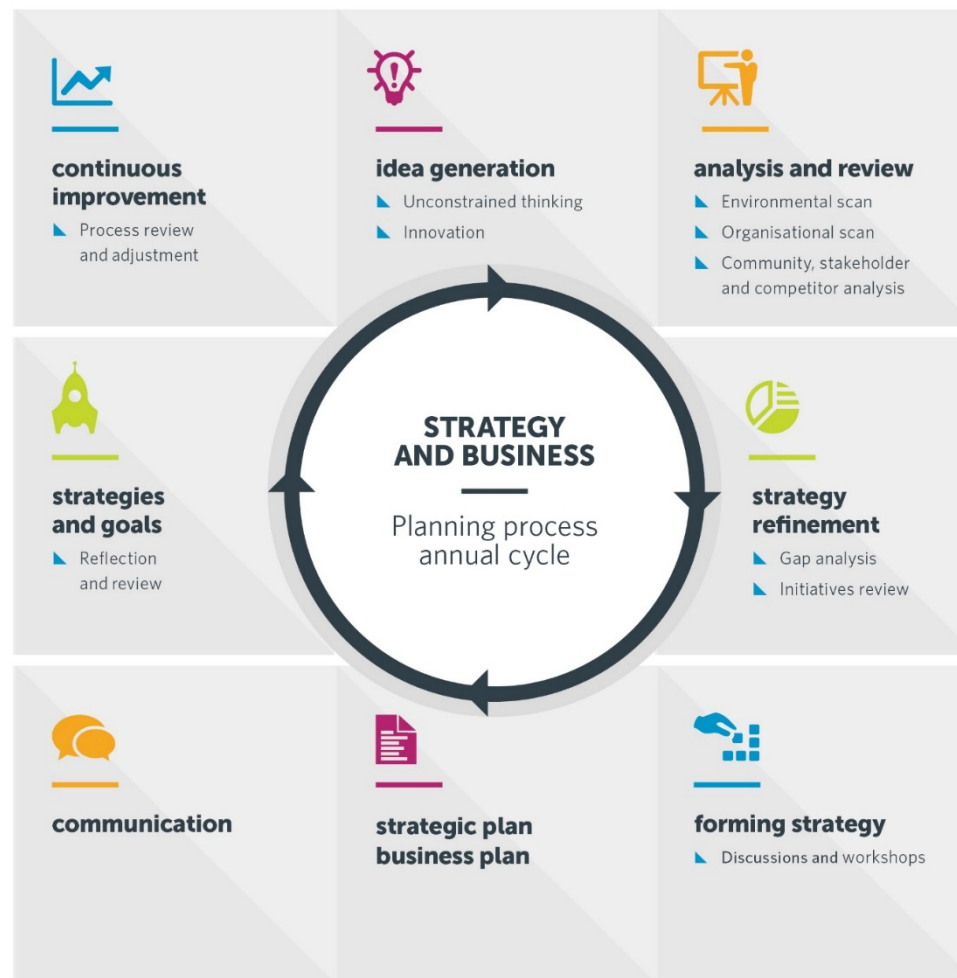 continuous
improvement
Process review
and adjustment
idea generation
Unconstrained thinking
Innovation
analysis and review
Environmental scan
Organisational scan
Community, stakeholder
and competitor analysis
STRATEGY
AND BUSINESS
Planning process
annual cycle
strategies
and goals
Reflection
and review
strategy
refinement
Gap analysis
Initiatives review
communication
strategic plan
business plan
forming strategy
Discussions and workshops